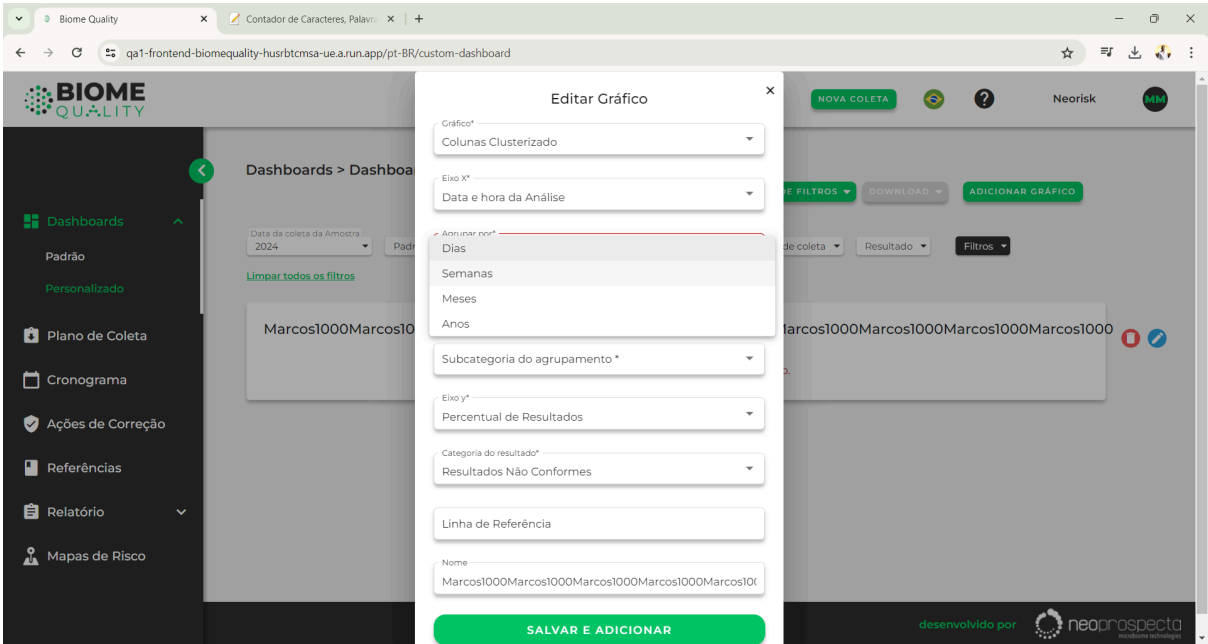 Biome Quality
Contador de Caracteres, Palavra
qa1-frontend-biomequality-husrbtcmsa-ue.a.run.app/pt-BR/custom-dashboard
BIOME
QUALITY
NOVA COLETA
Neorisk
MM
Dashboards
Padrão
Personalizado
Plano de Coleta
Cronograma
Ações de Correção
Referências
Relatório
Mapas de Risco
Dashboards > Dashboa
E FILTROS
DOWNLOAD
ADICIONAR GRÁFICO
Data da coleta da Amostra
2024
Padr
de coleta
Resultado
Filtros
Limpar todos os filtros
Marcos1000Marcos10
arcos1000Marcos1000Marcos1000Marcos1000
o.
Editar Gráfico
Gráfico*
Colunas Clusterizado
Eixo X*
Data e hora da Análise
Agrupar por*
Dias
Semanas
Meses
Anos
Subcategoria do agrupamento *
Eixo y*
Percentual de Resultados
Categoria do resultado*
Resultados Não Conformes
Linha de Referência
Nome
Marcos1000Marcos1000Marcos1000Marcos1000Marcos100
SALVAR E ADICIONAR
desenvolvido por
neoprospecta
microbiome technologies